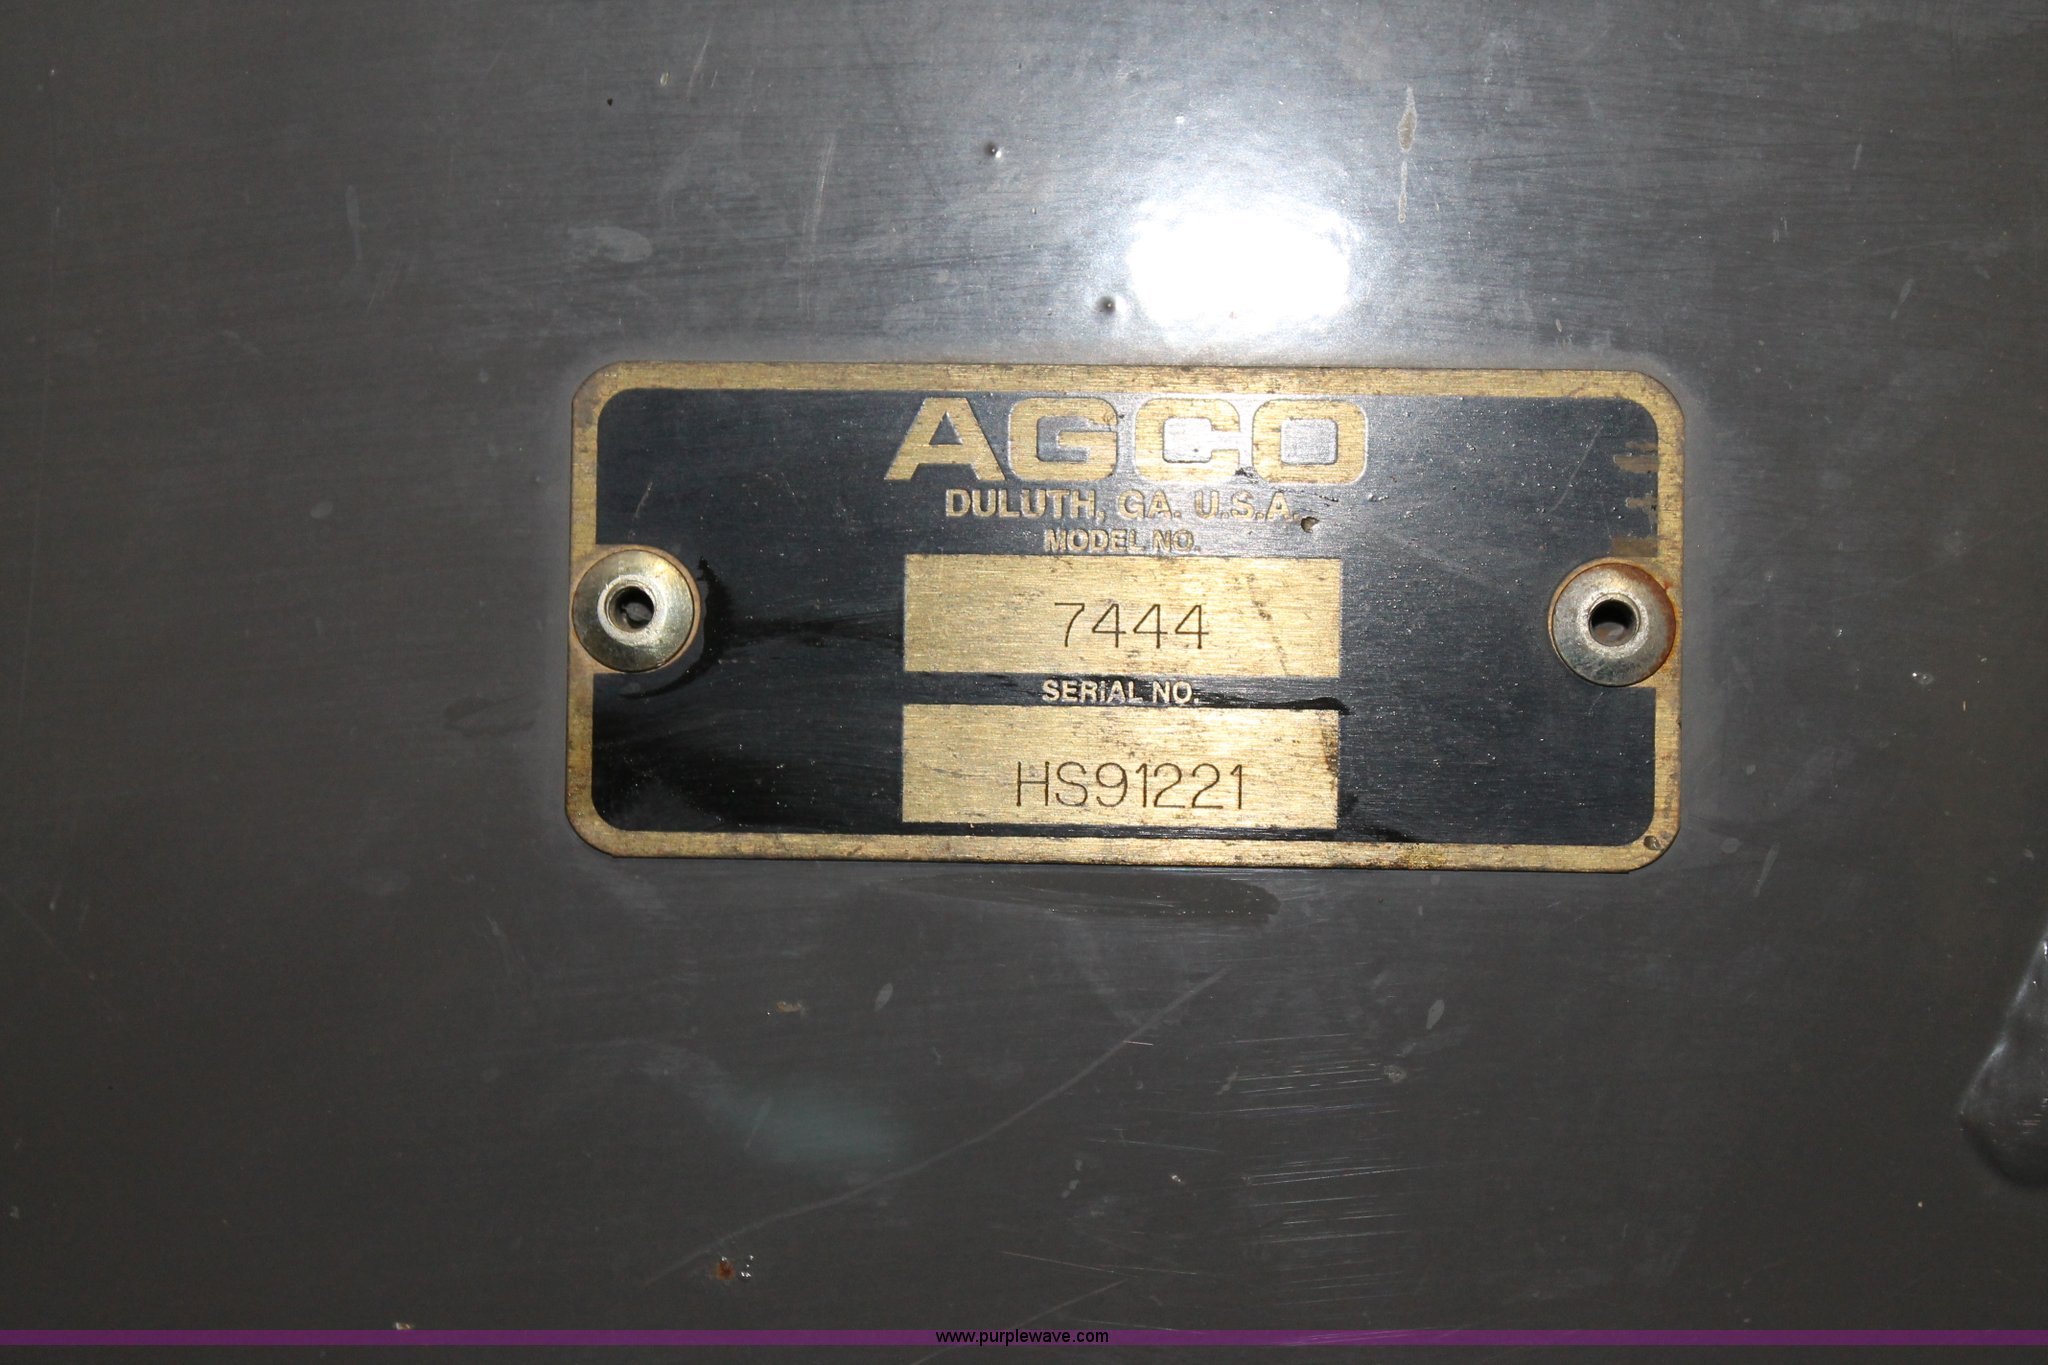 AGCO
DULUTH, GA. U.S.A.
MODEL NO.
7444
SERIAL NO.
HS91221
www.purplewave.com